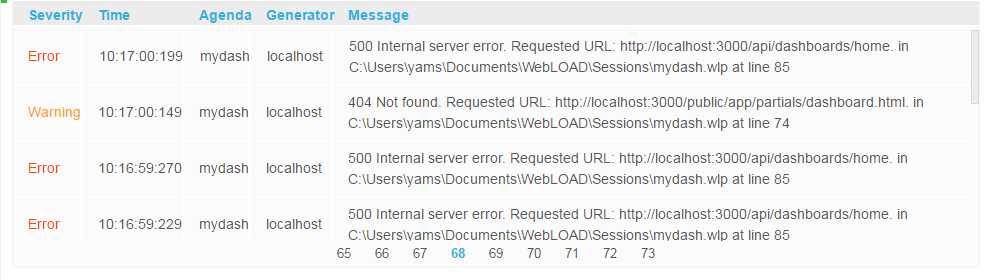 Severity Time Agenda Generator Message
Error 10:17:00:199 mydash localhost 500 Internal server error. Requested URL: http://localhost:3000/api/dashboards/home. in
C:\Users\yams\Documents\WebLOAD\Sessions\mydash.wlp at line 85
Warning 10:17:00:149 mydash localhost 404 Not found. Requested URL: http://localhost:3000/public/app/partials/dashboard.html. in
C:\Users\yams\Documents\WebLOAD\Sessions\mydash.wlp at line 74
Error 10:16:59:270 mydash localhost 500 Internal server error. Requested URL: http://localhost:3000/api/dashboards/home. in
C:\Users\yams\Documents\WebLOAD\Sessions\mydash.wlp at line 85
Error 10:16:59:229 mydash localhost 500 Internal server error. Requested URL: http://localhost:3000/api/dashboards/home. in
C:\Users\yams\Documents\WebLOAD\Sessions\mydash.wlp at line 85
65 66 67 68 69 70 71 72 73